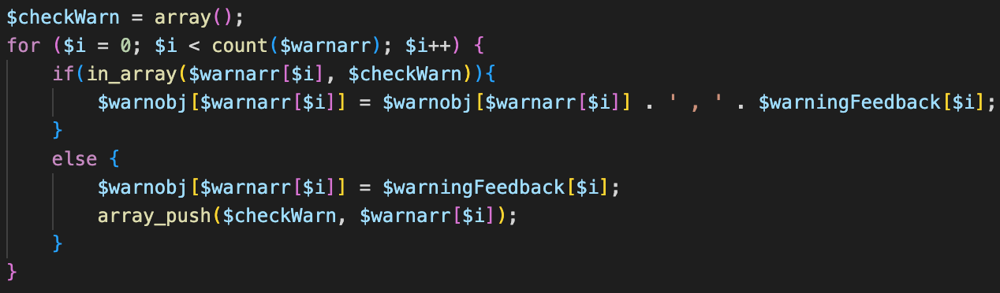 $checkWarn = array();
for ($i = 0; $i < count($warnarr); $i++) {
    if(in_array($warnarr[$i], $checkWarn)){
        $warnobj[$warnarr[$i]] = $warnobj[$warnarr[$i]] . ' , ' . $warningFeedback[$i];
    }
    else {
        $warnobj[$warnarr[$i]] = $warningFeedback[$i];
        array_push($checkWarn, $warnarr[$i]);
    }
}